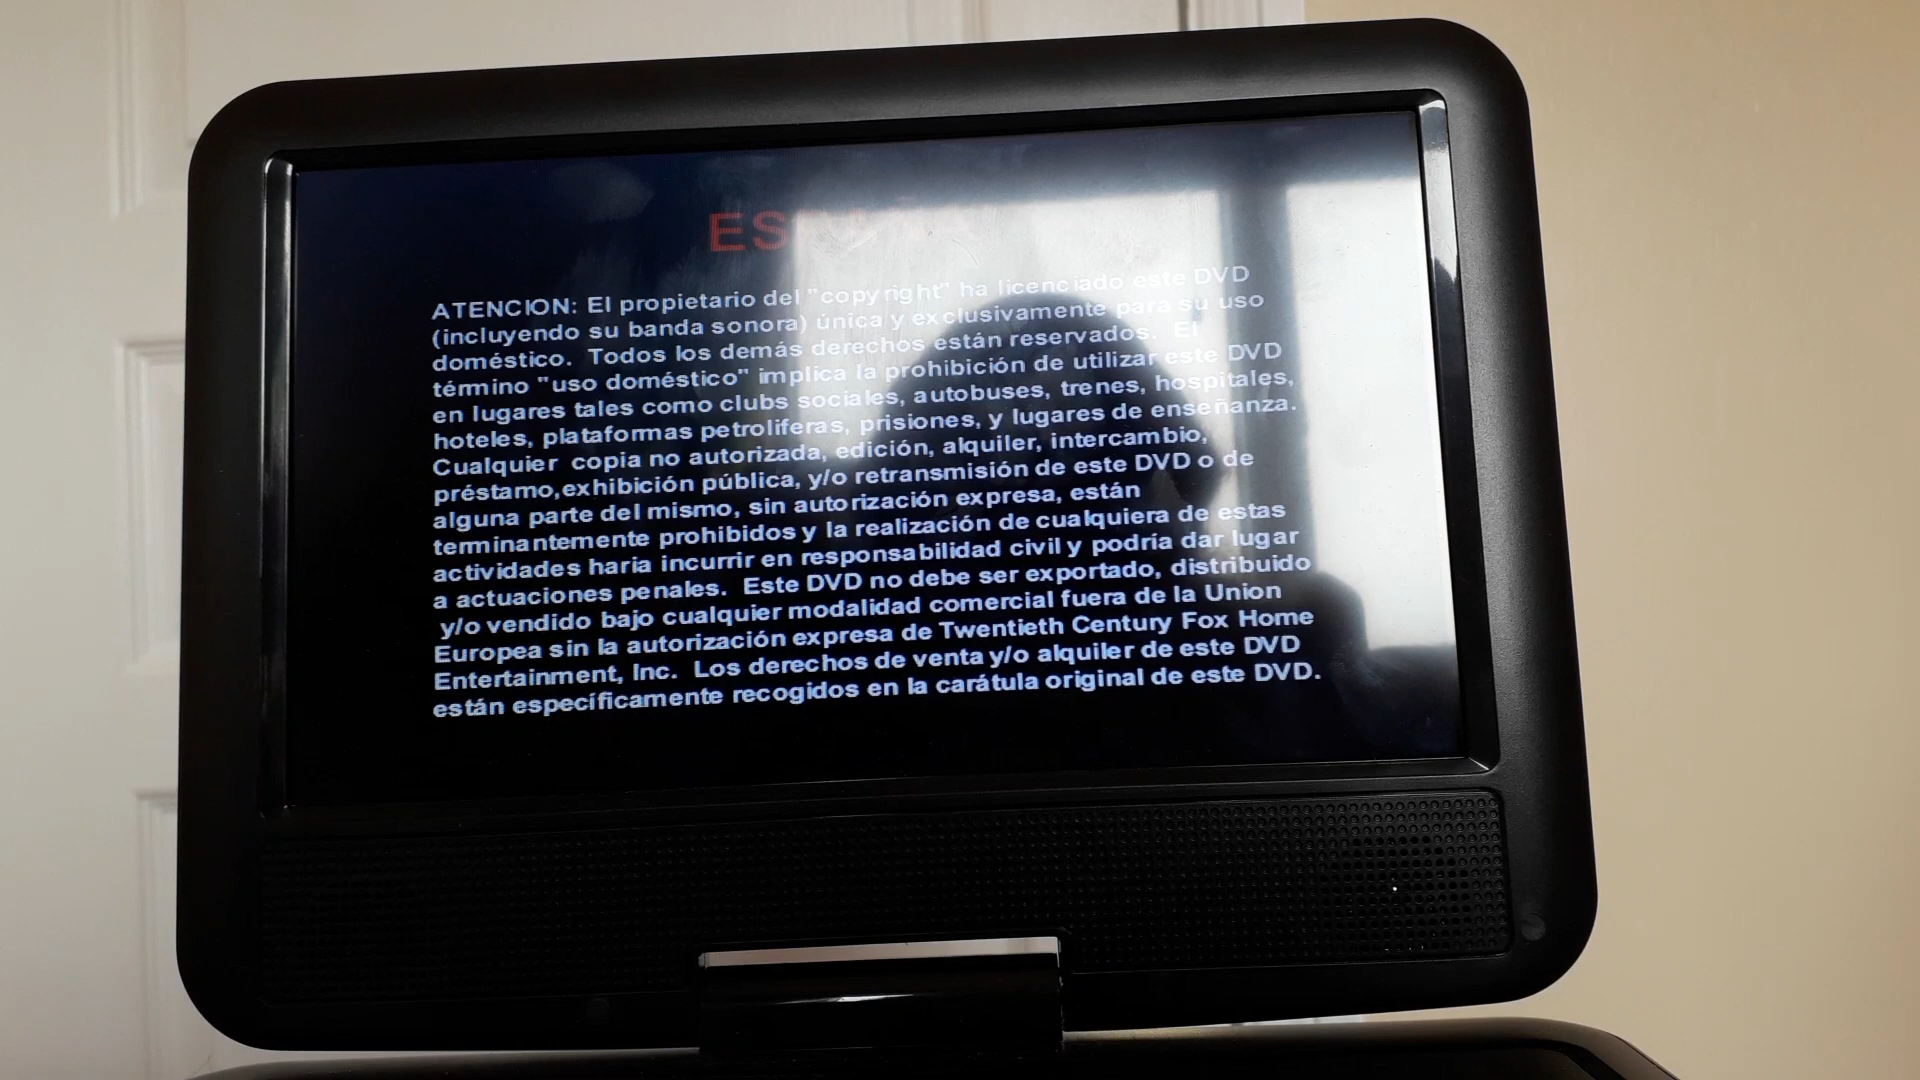 ES
ATENCION: El propietario del "copyright" ha licenciado este DVD
(incluyendo su banda sonora) única y exclusivamente para su uso
doméstico. Todos los demás derechos están reservados. El
término "uso doméstico" implica la prohibición de utilizar este DVD
en lugares tales como clubs sociales, autobuses, trenes, hospitales,
hoteles, plataformas petroliferas, prisiones, y lugares de enseñanza.
Cualquier copia no autorizada, edición, alquiler, intercambio,
préstamo,exhibición pública, y/o retransmisión de este DVD o de
alguna parte del mismo, sin autorización expresa, están
terminantemente prohibidos y la realización de cualquiera de estas
actividades haria incurrir en responsabilidad civil y podría dar lugar
a actuaciones penales. Este DVD no debe ser exportado, distribuido
y/o vendido bajo cualquier modalidad comercial fuera de la Union
Europea sin la autorización expresa de Twentieth Century Fox Home
Entertainment, Inc. Los derechos de venta y/o alquiler de este DVD
están específicamente recogidos en la carátula original de este DVD.